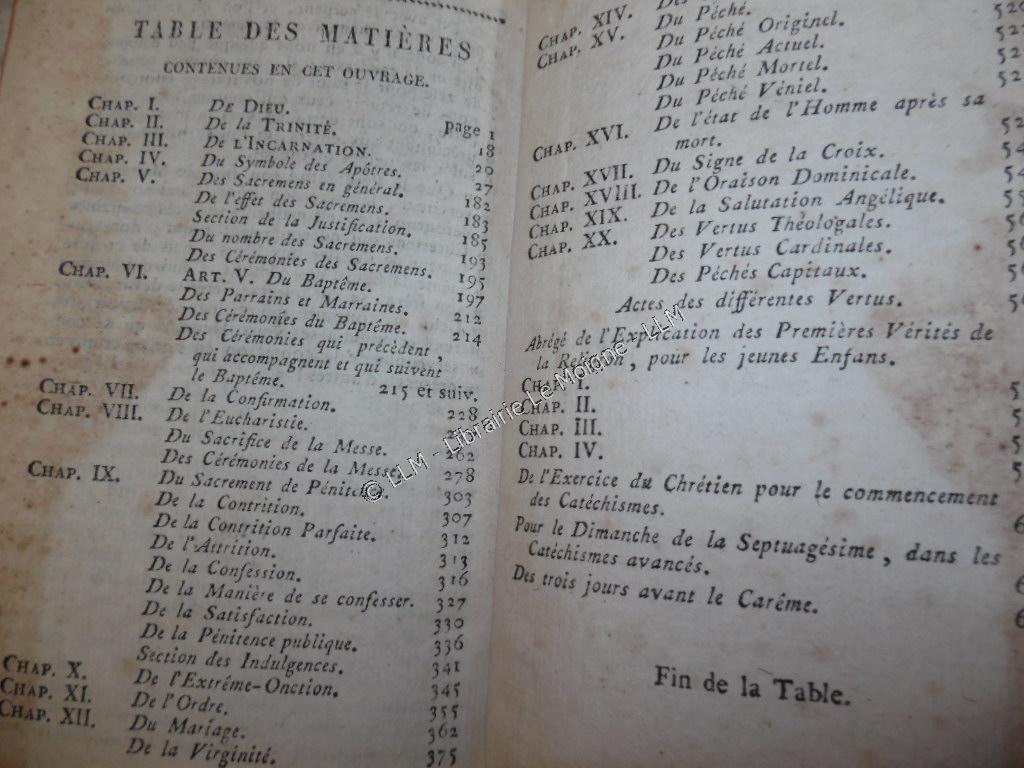 TABLE DES MATIÈRES
CONTENUES EN CET OUVRAGE.
CHAP. I. DE DIEU. page 1
CHAP. II. De la TRINITÉ. 18
CHAP. III. De L'INCARNATION. 20
CHAP. IV. Du Symbole des Apôtres. 27
CHAP. V. Des Sacremens en général. 182
De l'effet des Sacremens. 183
Section de la Justification. 185
Du nombre des Sacremens. 193
Des Cérémonies des Sacremens. 195
CHAP. VI. ART. V. Du Baptême. 197
Des Parrains et Marraines. 212
Des Cérémonies du Baptême. 214
Des Cérémonies qui précèdent,
qui accompagnent et qui suivent
le Baptême. 215 et suiv.
CHAP. VII. De la Confirmation. 228
CHAP. VIII. De l'Eucharistie.
Du Sacrifice de la Messe. 262
Des Cérémonies de la Messe. 278
CHAP. IX. Du Sacrement de Pénitence. 303
De la Contrition. 307
De la Contrition Parfaite. 312
De l'Attrition. 313
De la Confession. 316
De la Manière de se confesser. 327
De la Satisfaction. 330
De la Pénitence publique. 336
Section des Indulgences. 341
CHAP. X. De l'Extrême-Onction. 345
CHAP. XI. De l'Ordre. 355
CHAP. XII. Du Mariage. 362
De la Virginité. 375
CHAP. XIV.
CHAP. XV. Du Péché.
Du Péché Originel.
Du Péché Actuel.
Du Péché Mortel.
Du Péché Véniel.
CHAP. XVI. De l'état de l'Homme après sa
mort.
CHAP. XVII. Du Signe de la Croix.
CHAP. XVIII. De l'Oraison Dominicale.
CHAP. XIX. De la Salutation Angélique.
CHAP. XX. Des Vertus Théologales.
Des Vertus Cardinales.
Des Péchés Capitaux.
Actes des différentes Vertus.
Abrégé de l'Explication des Premières Vérités de
la Religion, pour les jeunes Enfans.
CHAP. I.
CHAP. II.
CHAP. III.
CHAP. IV.
De l'Exercice du Chrétien pour le commencement
des Catéchismes.
Pour le Dimanche de la Septuagésime, dans les
Catéchismes avancés.
Des trois jours avant le Carême.
Fin de la Table.
© LLM - Librairie Le Moigne - LLM